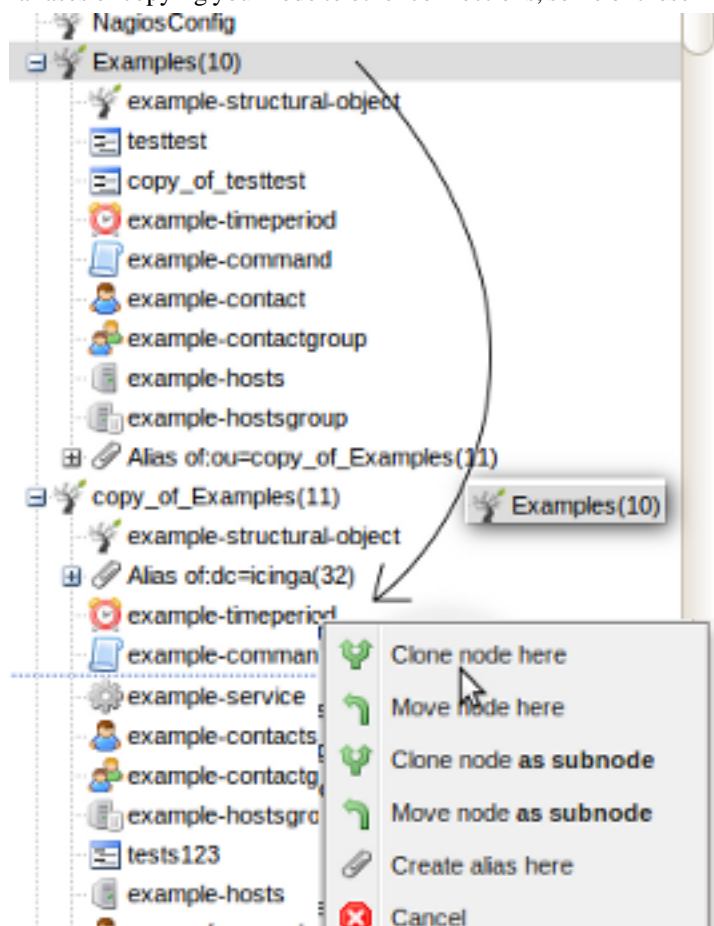 NagiosConfig
Examples(10)
example-structural-object
testtest
copy_of_testtest
example-timeperiod
example-command
example-contact
example-contactgroup
example-hosts
example-hostsgroup
Alias of:ou=copy_of_Examples(11)
copy_of_Examples(11)
Examples(10)
example-structural-object
Alias of:dc=icinga(32)
example-timeperiod
example-comman
Clone node here
example-service
Move node here
example-contacts
Clone node as subnode
example-contactg
example-hostsgro
Move node as subnode
tests123
Create alias here
example-hosts
Cancel